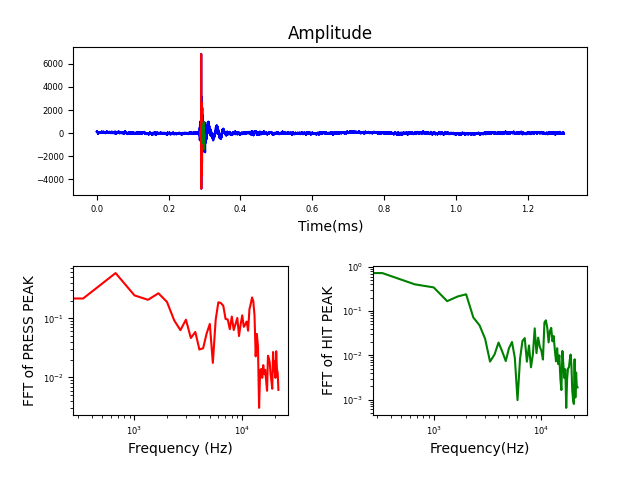 Amplitude
6000
4000
2000
0
−2000
−4000
0.0 0.2 0.4 0.6 0.8 1.0 1.2
Time(ms)
FFT of PRESS PEAK
10⁻¹
10⁻²
10³ 10⁴
Frequency (Hz)
FFT of HIT PEAK
10⁰
10⁻¹
10⁻²
10⁻³
10³ 10⁴
Frequency(Hz)